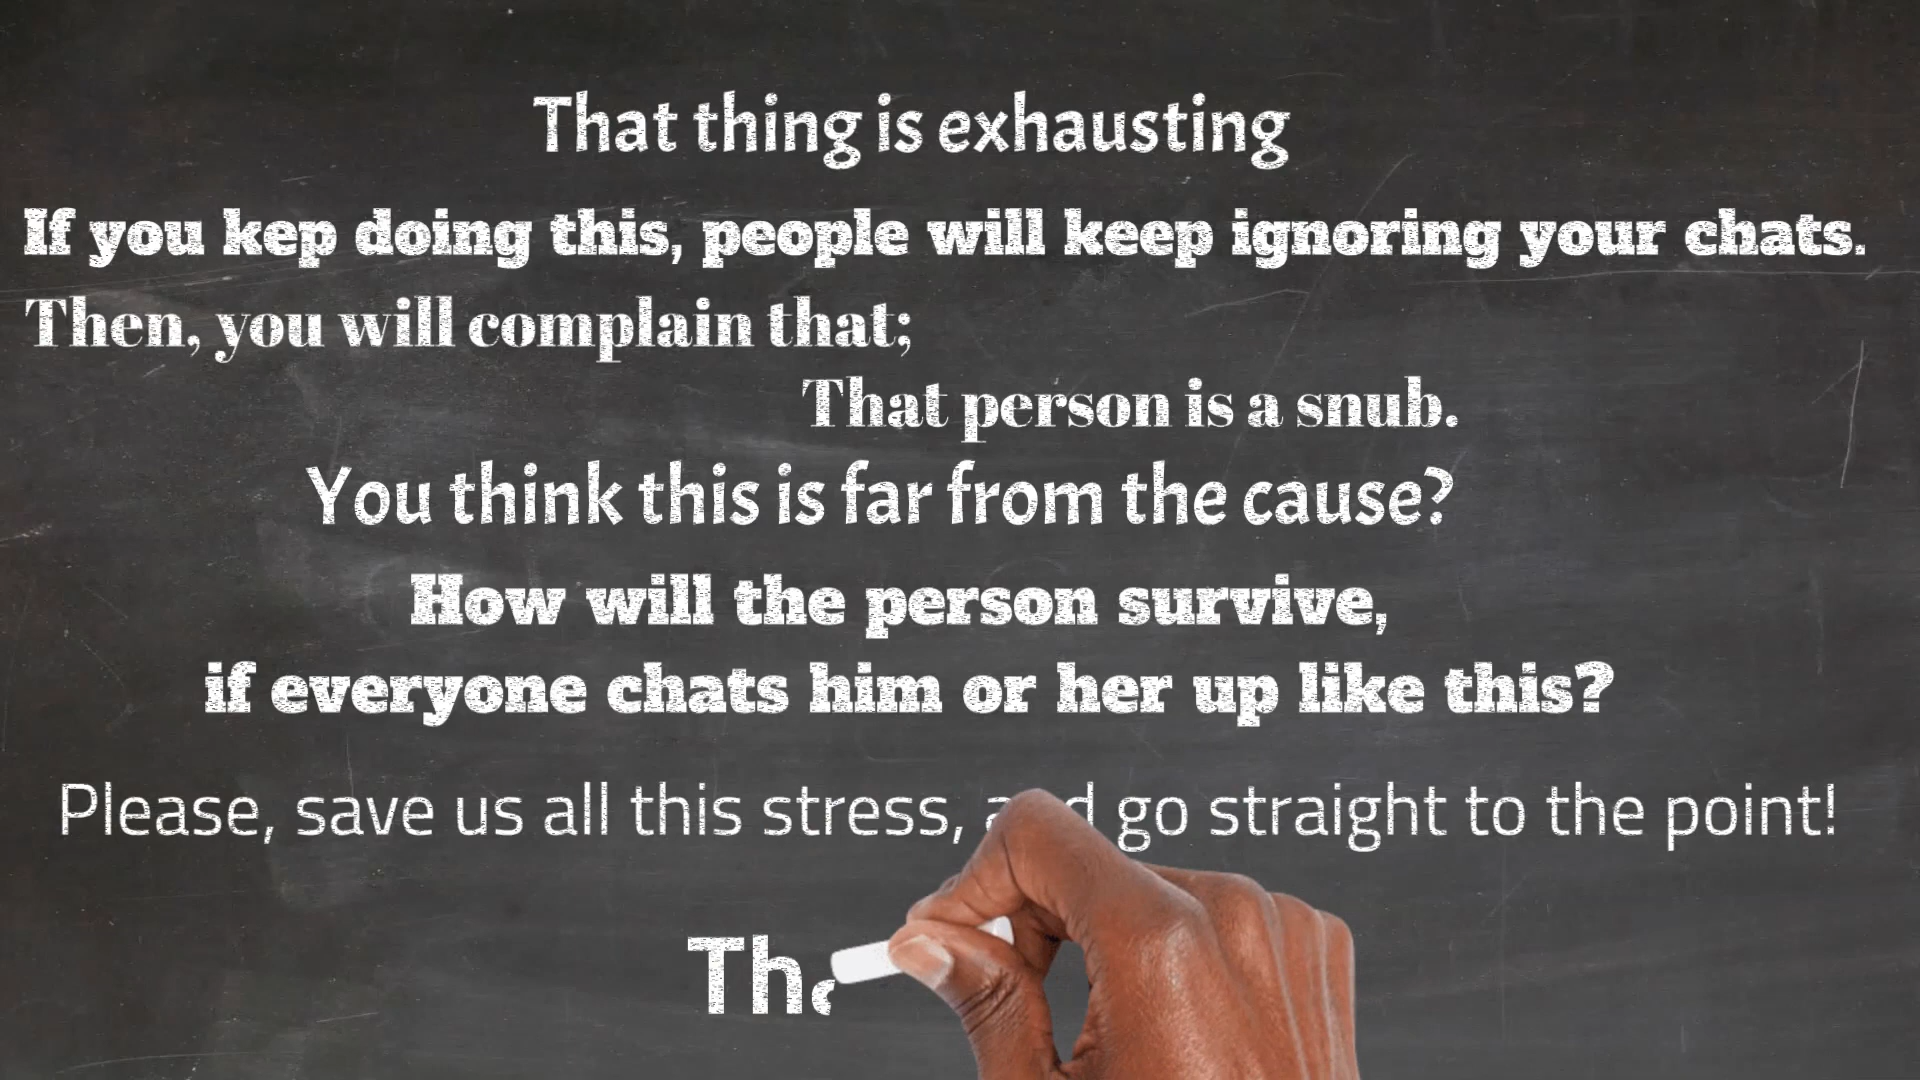 That thing is exhausting
If you kep doing this, people will keep ignoring your chats.
Then, you will complain that;
That person is a snub.
You think this is far from the cause?
How will the person survive,
if everyone chats him or her up like this?
Please, save us all this stress, and go straight to the point!